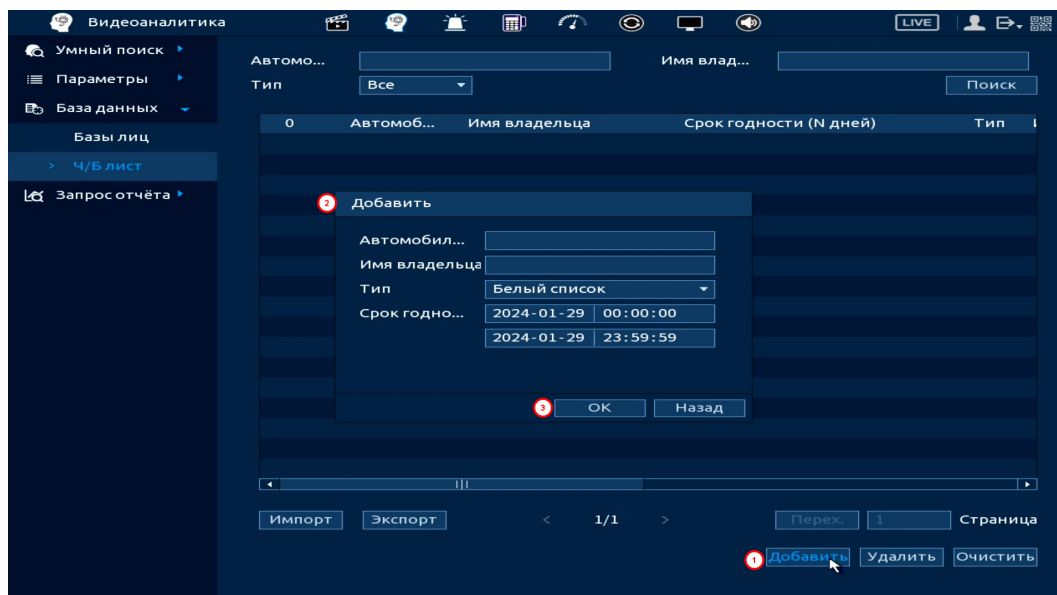 Видеоаналитика LIVE
Умный поиск
Параметры
База данных
Базы лиц
Ч/Б лист
Запрос отчёта
Автомо... Имя влад...
Тип Все Поиск
0 Автомоб... Имя владельца Срок годности (N дней) Тип
2 Добавить
Автомобил...
Имя владельца
Тип Белый список
Срок годно... 2024-01-29 00:00:00
2024-01-29 23:59:59
3 OK Назад
Импорт Экспорт < 1/1 > Перех. 1 Страница
1 Добавить Удалить Очистить